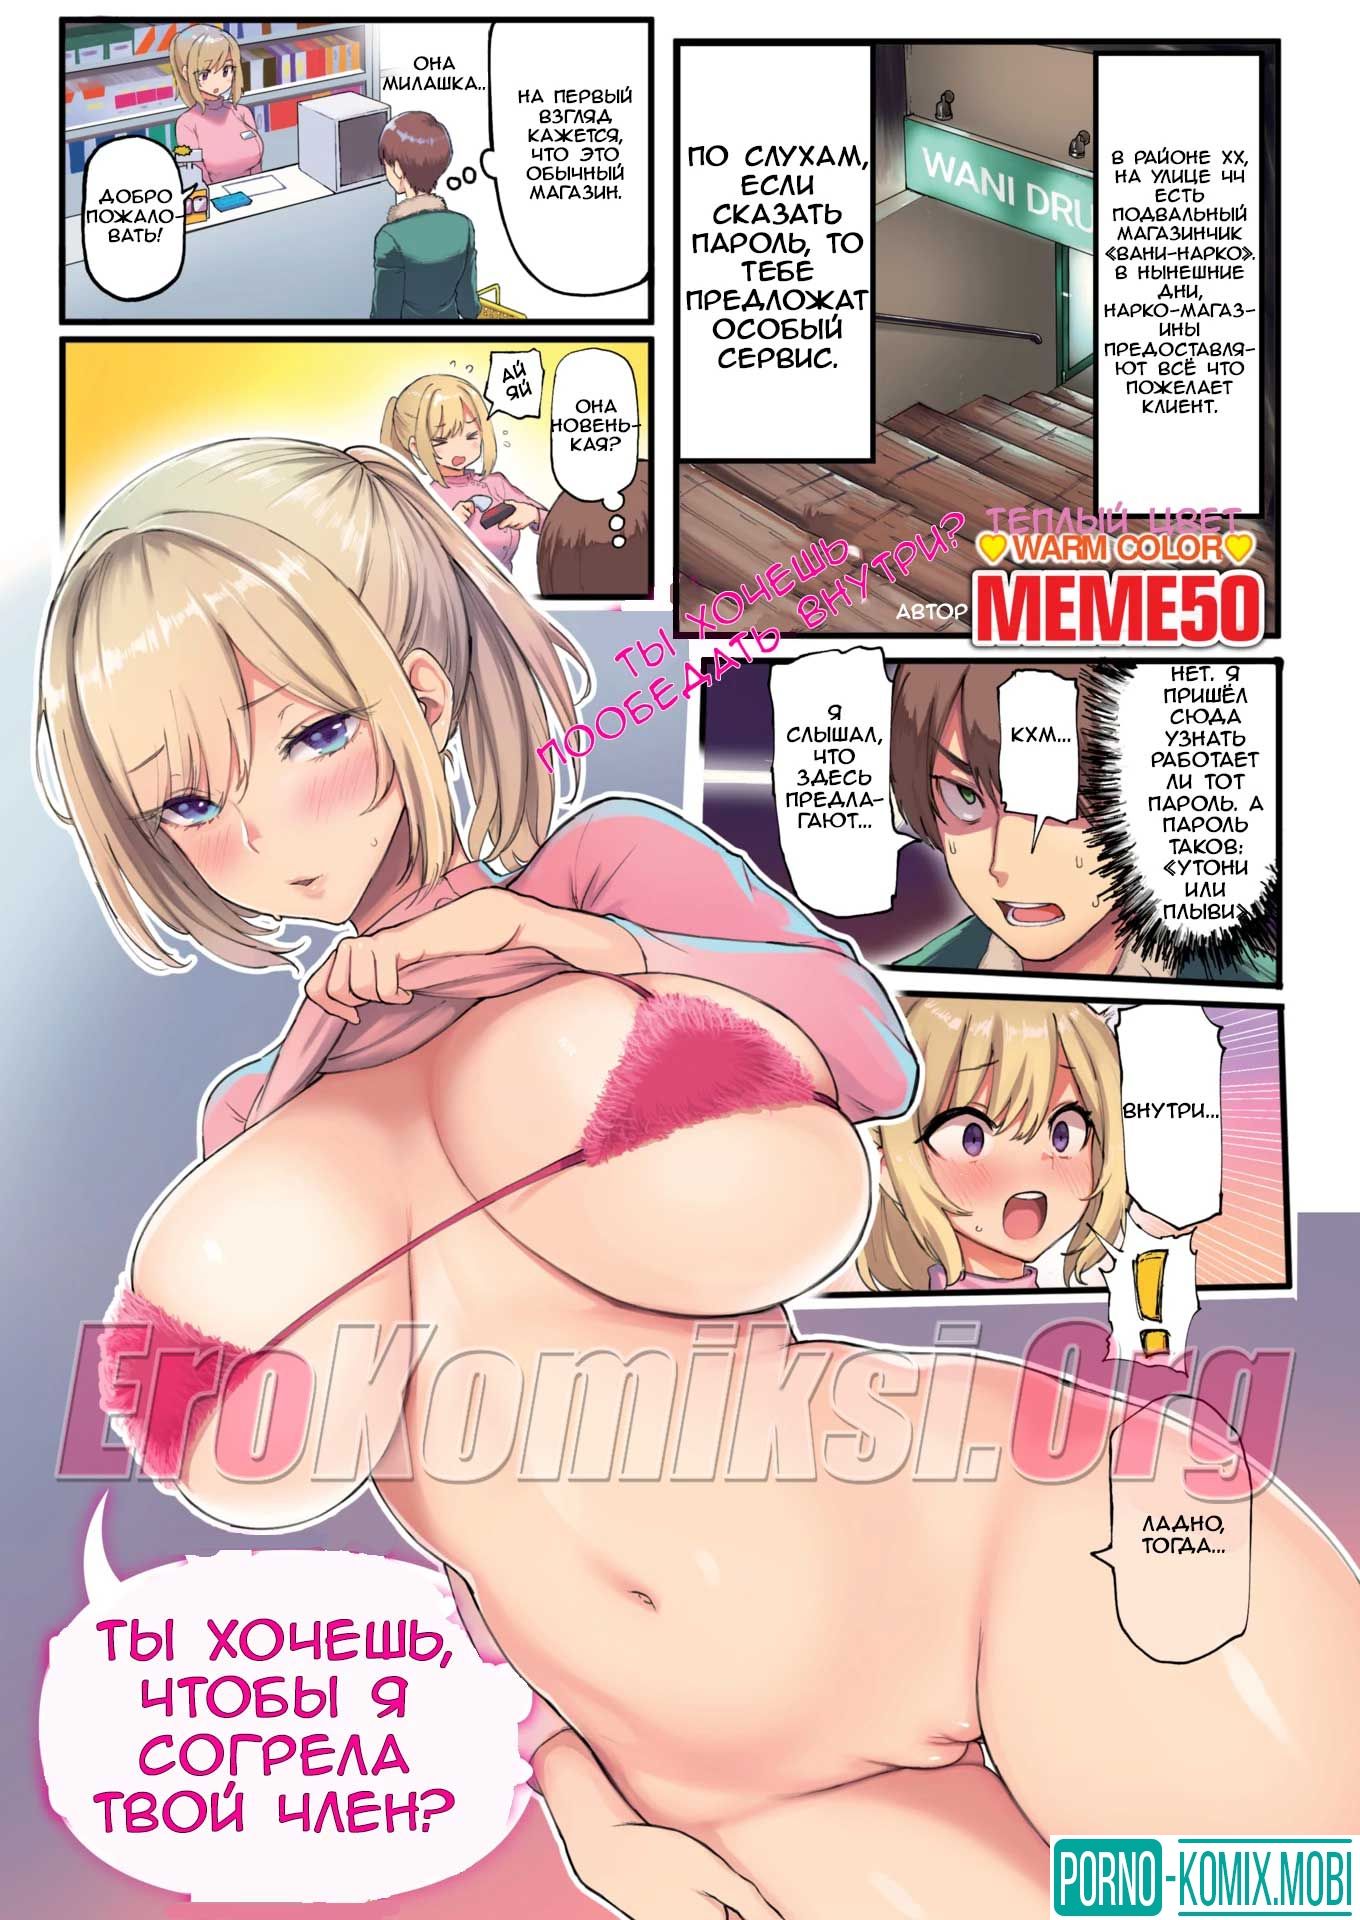 В РАЙОНЕ ХХ,
НА УЛИЦЕ ЧЧ
ЕСТЬ
ПОДВАЛЬНЫЙ
МАГАЗИНЧИК
«ВАНИ-НАРКО».
В НЫНЕШНИЕ
ДНИ,
НАРКО-МАГАЗ-
ИНЫ
ПРЕДОСТАВЛЯ-
ЮТ ВСЁ ЧТО
ПОЖЕЛАЕТ
КЛИЕНТ.
WANI DRU
ПО СЛУХАМ,
ЕСЛИ
СКАЗАТЬ
ПАРОЛЬ, ТО
ТЕБЕ
ПРЕДЛОЖАТ
ОСОБЫЙ
СЕРВИС.
ТЕПЛЫЙ ЦВЕТ
WARM COLOR
АВТОР MEME50
НА ПЕРВЫЙ
ВЗГЛЯД
КАЖЕТСЯ,
ЧТО ЭТО
ОБЫЧНЫЙ
МАГАЗИН.
ОНА
МИЛАШКА..
ДОБРО
ПОЖАЛО-
ВАТЬ!
ОНА
НОВЕНЬ-
КАЯ?
АЙ
ЯЙ
НЕТ. Я
ПРИШЁЛ
СЮДА
УЗНАТЬ
РАБОТАЕТ
ЛИ ТОТ
ПАРОЛЬ. А
ПАРОЛЬ
ТАКОВ:
«УТОНИ
ИЛИ
ПЛЫВИ»
КХМ...
Я
СЛЫШАЛ,
ЧТО
ЗДЕСЬ
ПРЕДЛА-
ГАЮТ...
ТЫ ХОЧЕШЬ
ПООБЕДАТЬ ВНУТРИ?
ВНУТРИ...
!
ЛАДНО,
ТОГДА...
ТЫ ХОЧЕШЬ,
ЧТОБЫ Я
СОГРЕЛА
ТВОЙ ЧЛЕН?
EroKomiksi.Org
PORNO-KOMIX.MOBI